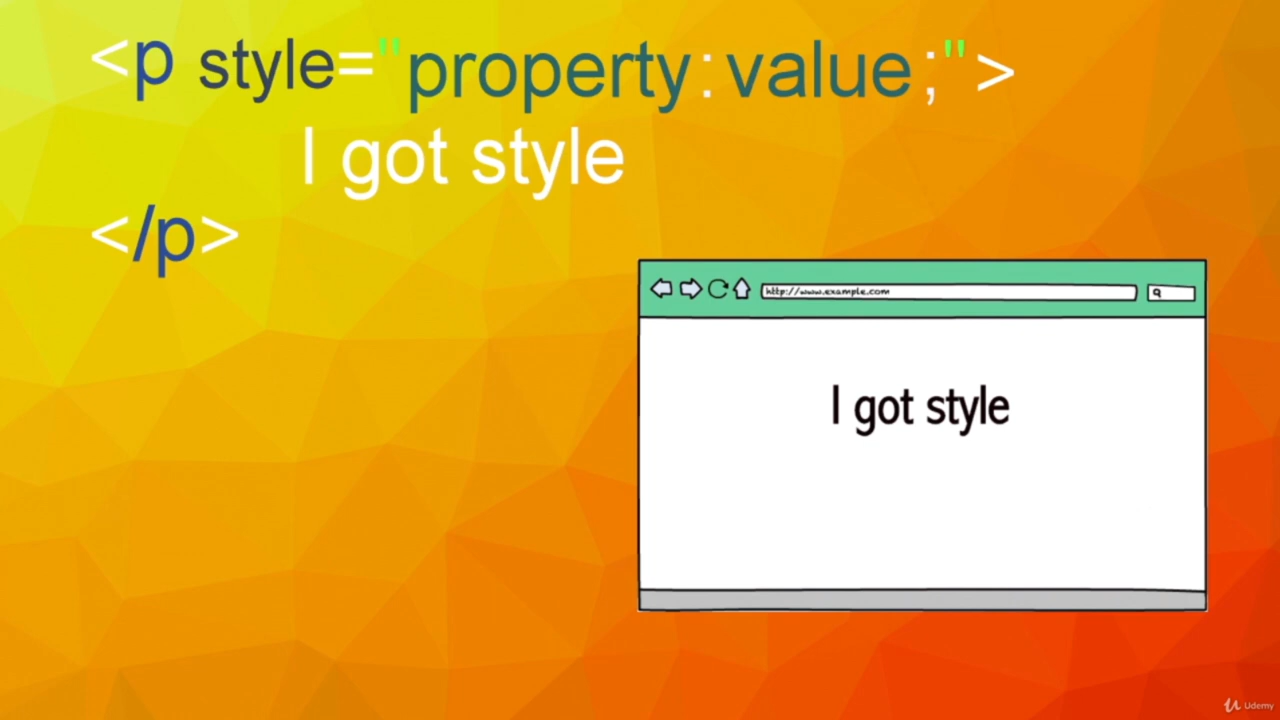 <p style="property:value;">
I got style
</p>
http://www.example.com
I got style
Udemy